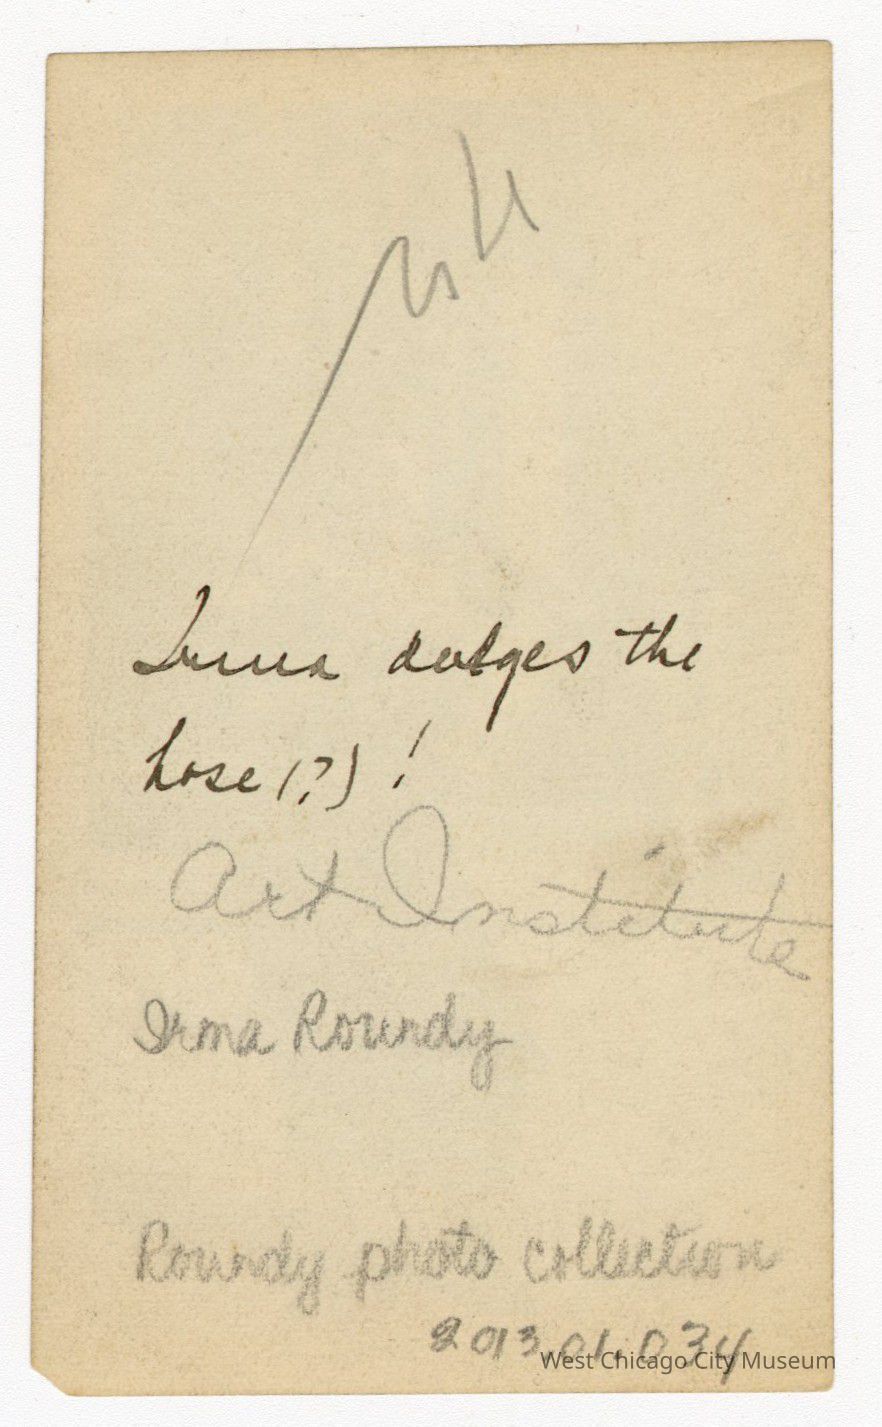 Irma dodges the
hose (?) !
Art Institute
Irma Roundy
Roundy photo collection
2013.01.034
West Chicago City Museum